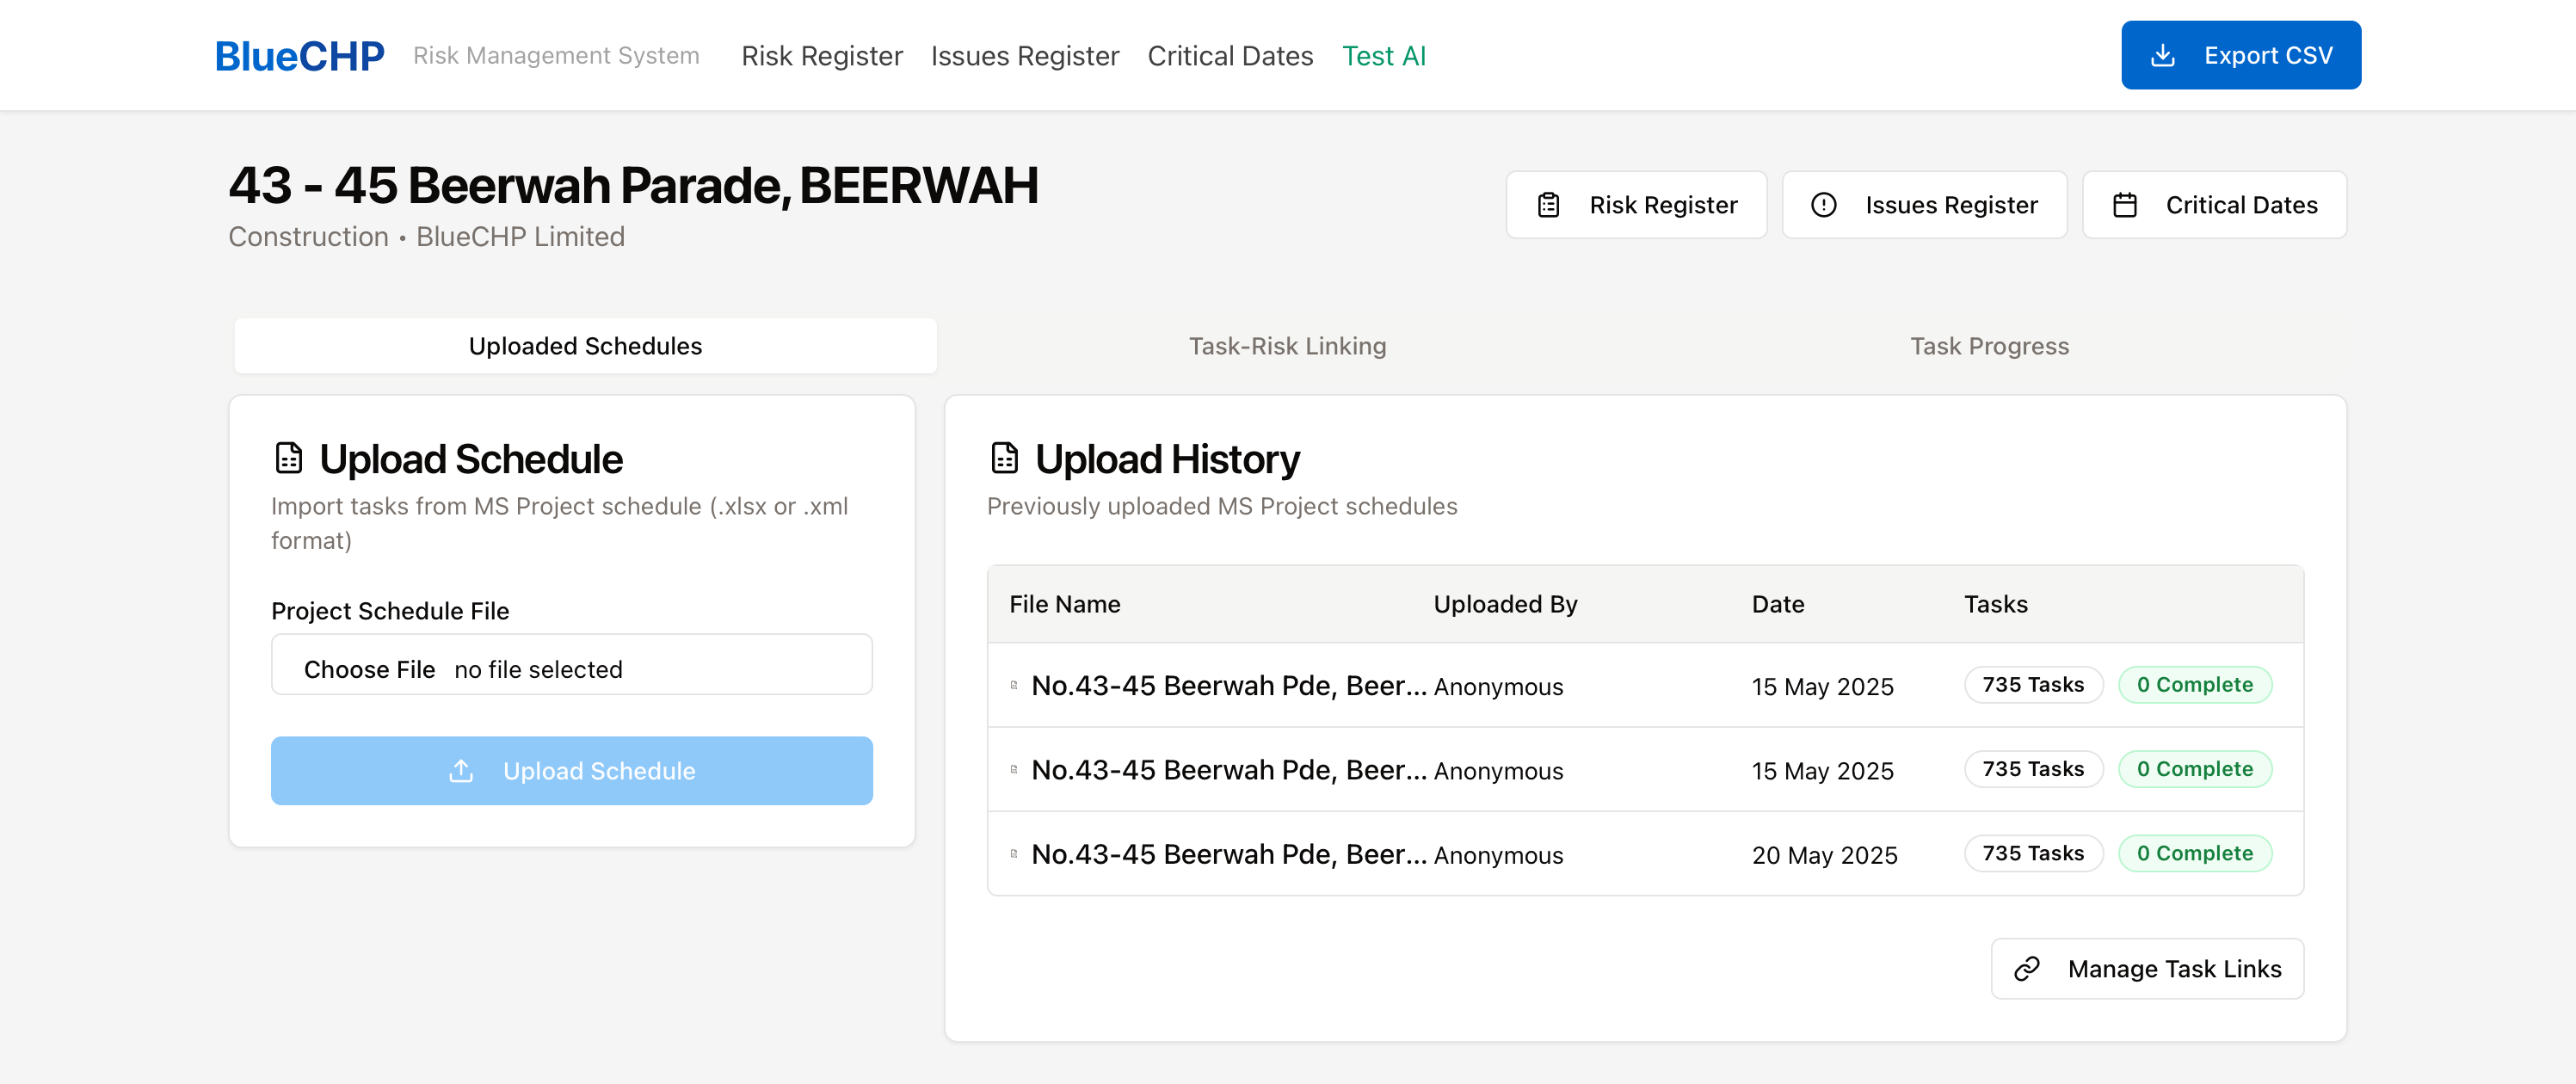 BlueCHP Risk Management System Risk Register Issues Register Critical Dates Test AI Export CSV
43 - 45 Beerwah Parade, BEERWAH
Construction • BlueCHP Limited
Risk Register Issues Register Critical Dates
Uploaded Schedules Task-Risk Linking Task Progress
Upload Schedule
Import tasks from MS Project schedule (.xlsx or .xml
format)
Project Schedule File
Choose File no file selected
Upload Schedule
Upload History
Previously uploaded MS Project schedules
File Name Uploaded By Date Tasks
No.43-45 Beerwah Pde, Beer... Anonymous 15 May 2025 735 Tasks 0 Complete
No.43-45 Beerwah Pde, Beer... Anonymous 15 May 2025 735 Tasks 0 Complete
No.43-45 Beerwah Pde, Beer... Anonymous 20 May 2025 735 Tasks 0 Complete
Manage Task Links